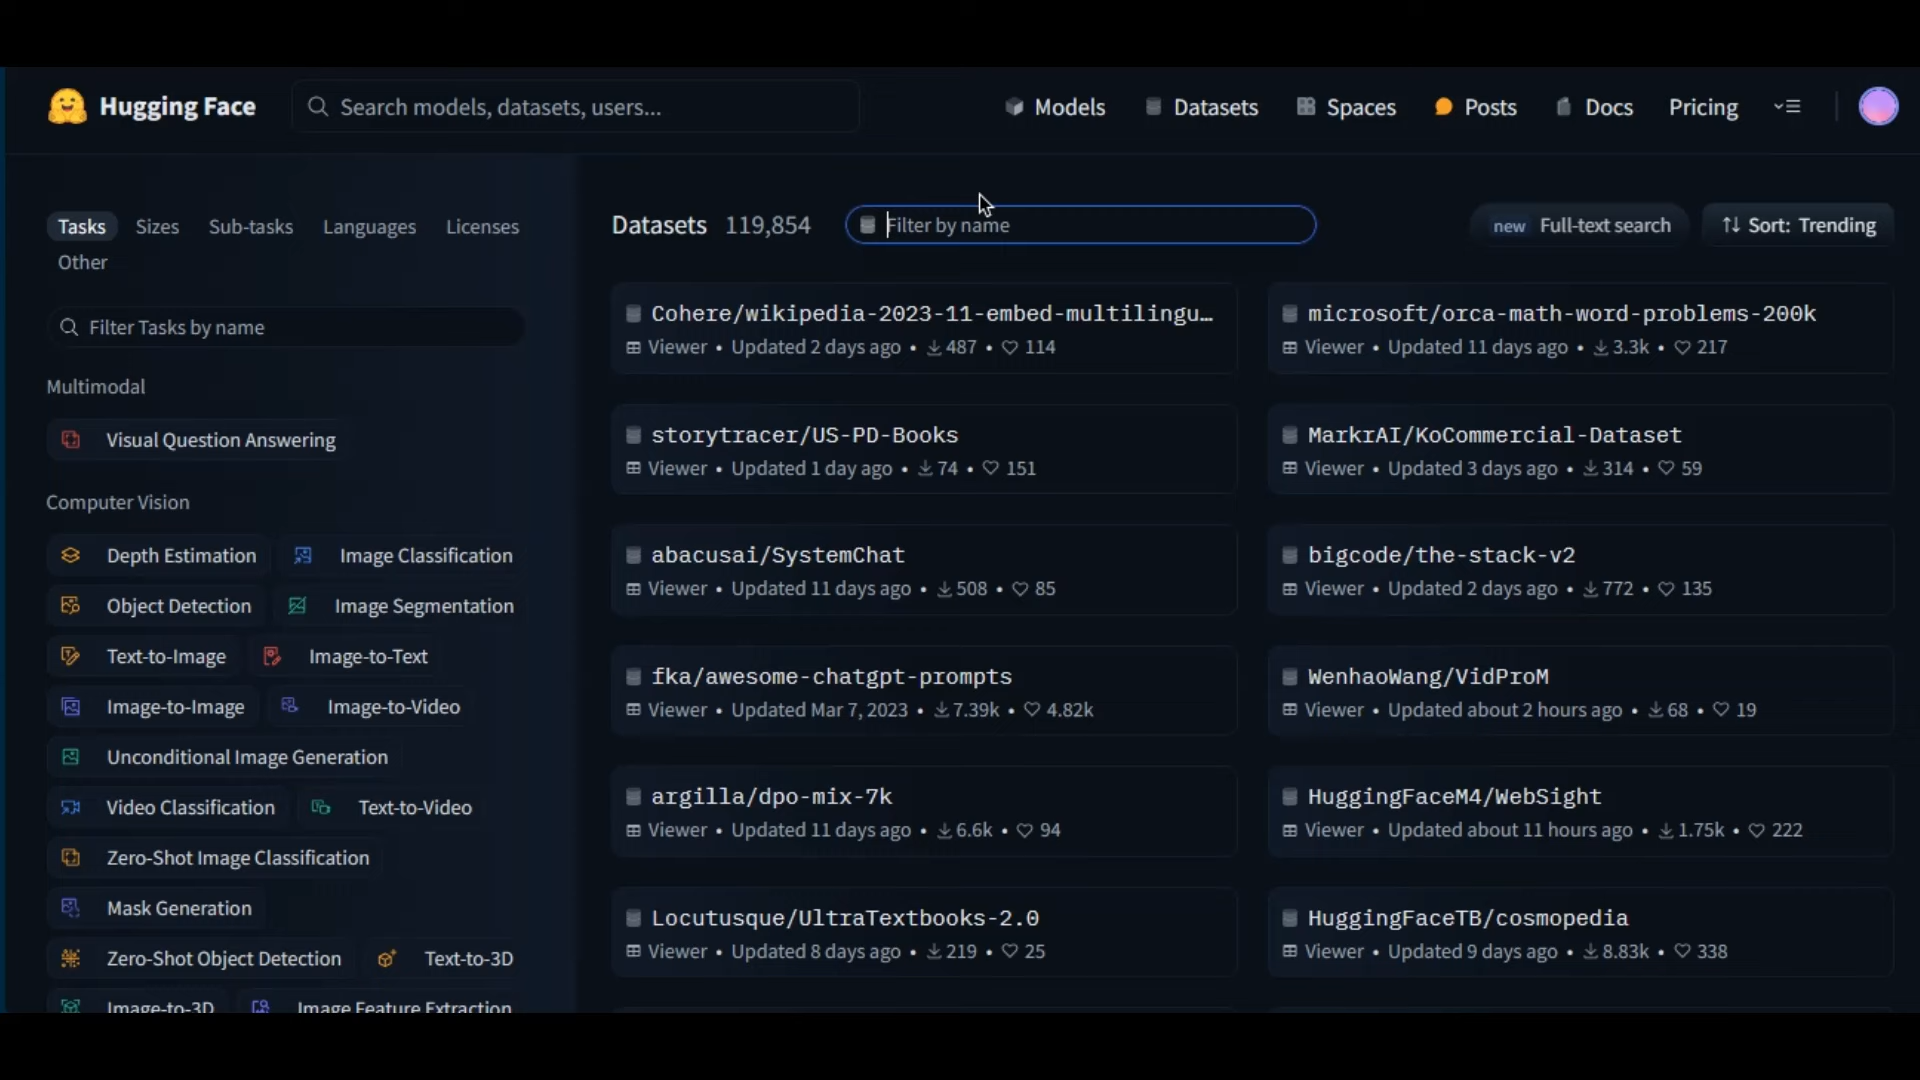 Hugging Face
Search models, datasets, users...
Models
Datasets
Spaces
Posts
Docs
Pricing
Tasks Sizes Sub-tasks Languages Licenses
Other
Filter Tasks by name
Multimodal
Visual Question Answering
Computer Vision
Depth Estimation Image Classification
Object Detection Image Segmentation
Text-to-Image Image-to-Text
Image-to-Image Image-to-Video
Unconditional Image Generation
Video Classification Text-to-Video
Zero-Shot Image Classification
Mask Generation
Zero-Shot Object Detection Text-to-3D
Image-to-3D Image Feature Extraction
Datasets 119,854
Filter by name
new Full-text search
Sort: Trending
Cohere/wikipedia-2023-11-embed-multilingu…
Viewer • Updated 2 days ago • 487 • 114
microsoft/orca-math-word-problems-200k
Viewer • Updated 11 days ago • 3.3k • 217
storytracer/US-PD-Books
Viewer • Updated 1 day ago • 74 • 151
MarkrAI/KoCommercial-Dataset
Viewer • Updated 3 days ago • 314 • 59
abacusai/SystemChat
Viewer • Updated 11 days ago • 508 • 85
bigcode/the-stack-v2
Viewer • Updated 2 days ago • 772 • 135
fka/awesome-chatgpt-prompts
Viewer • Updated Mar 7, 2023 • 7.39k • 4.82k
WenhaoWang/VidProM
Viewer • Updated about 2 hours ago • 68 • 19
argilla/dpo-mix-7k
Viewer • Updated 11 days ago • 6.6k • 94
HuggingFaceM4/WebSight
Viewer • Updated about 11 hours ago • 1.75k • 222
Locutusque/UltraTextbooks-2.0
Viewer • Updated 8 days ago • 219 • 25
HuggingFaceTB/cosmopedia
Viewer • Updated 9 days ago • 8.83k • 338